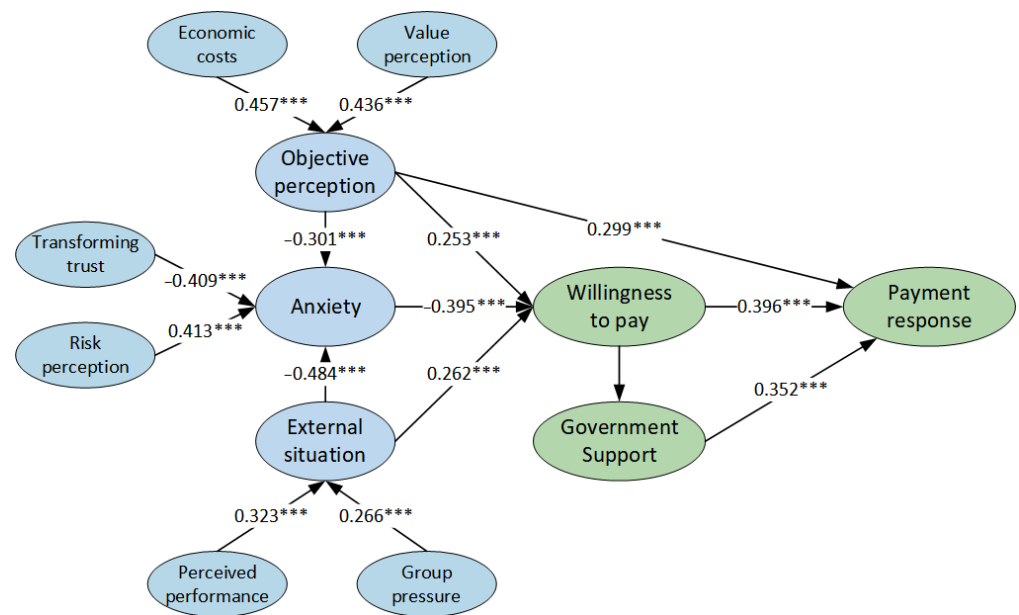 Economic
costs
Value
perception
0.457***
0.436***
Objective
perception
–0.301***
0.253***
0.299***
Transforming
trust
–0.409***
Anxiety
–0.395***
Willingness
to pay
0.396***
Payment
response
Risk
perception
0.413***
–0.484***
0.262***
0.352***
External
situation
Government
Support
0.323***
0.266***
Perceived
performance
Group
pressure